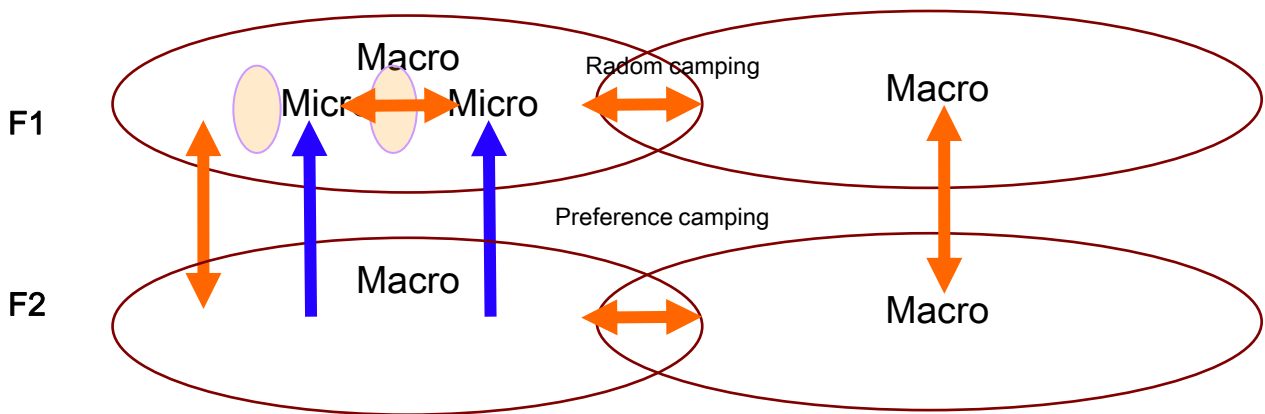 Macro
Radom camping
Macro
F1
Micro
Micro
Preference camping
Macro
F2
Macro